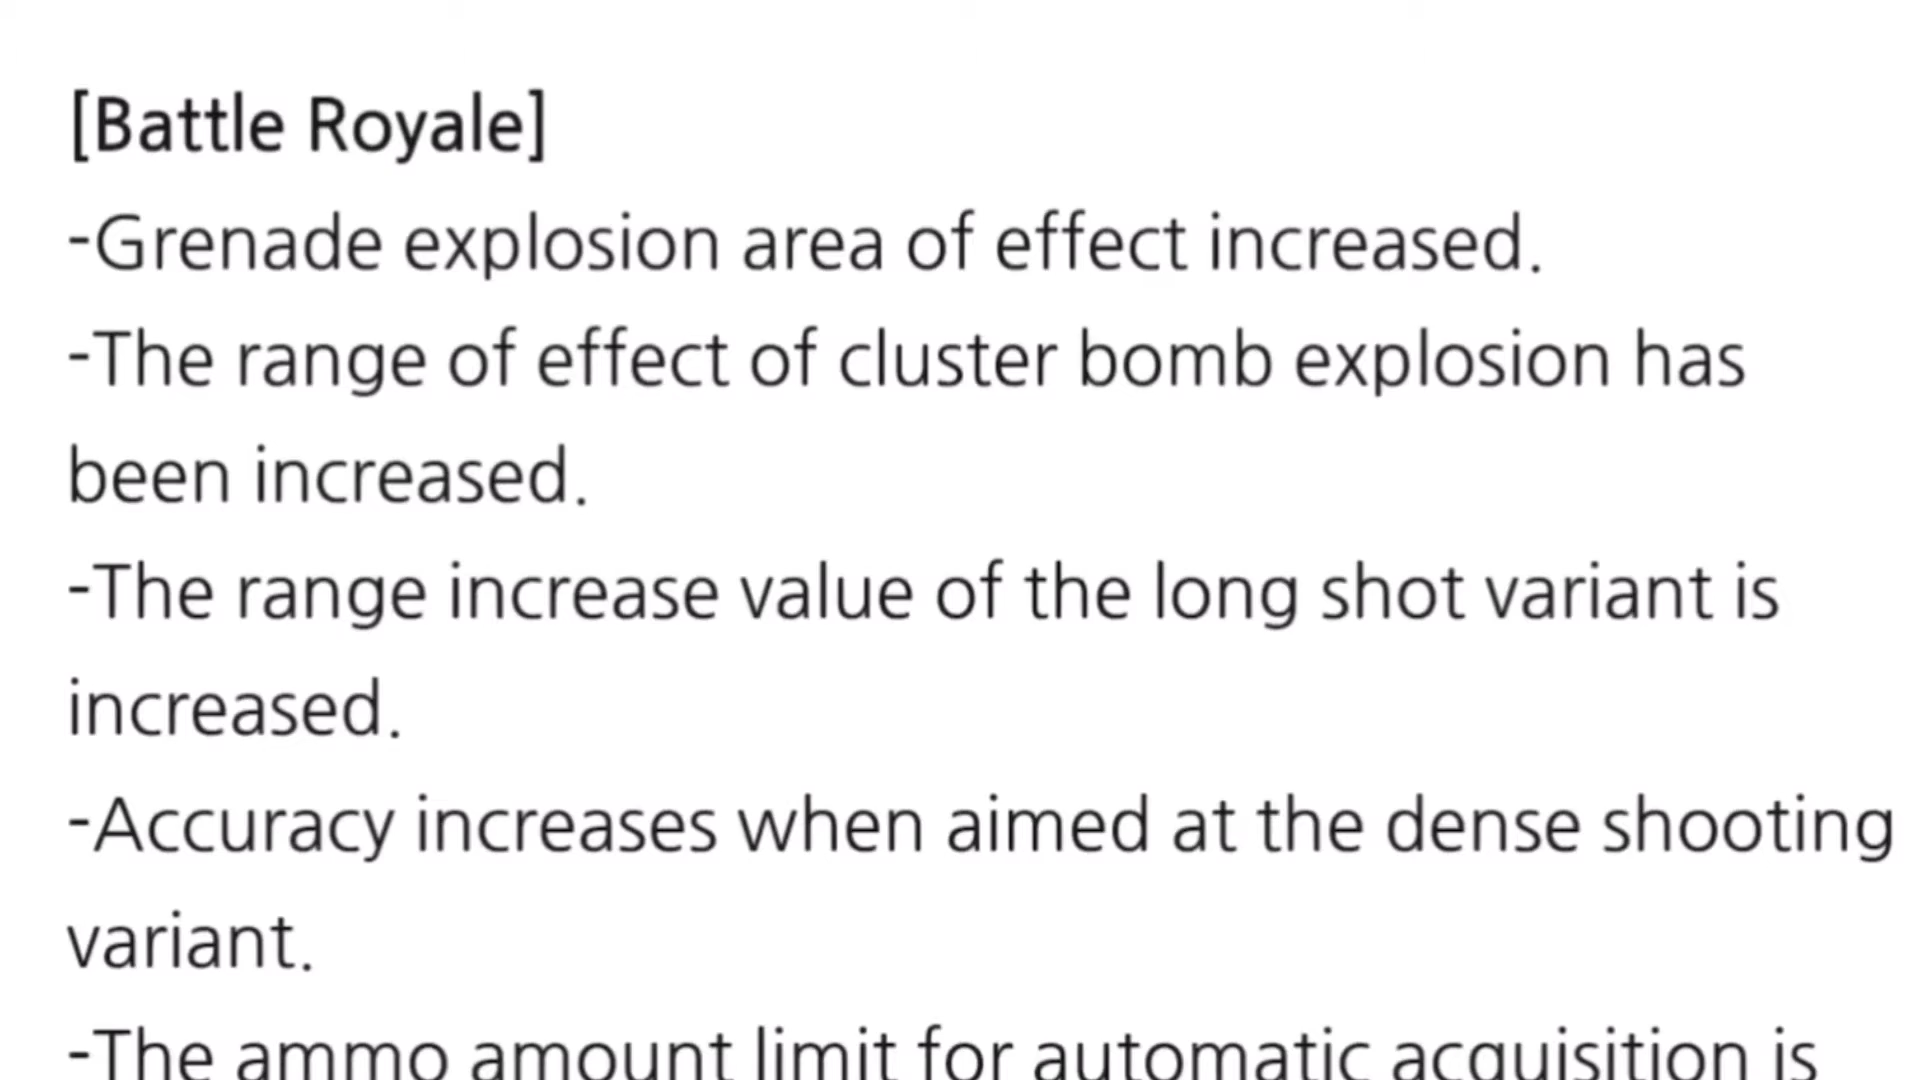 [Battle Royale]
-Grenade explosion area of effect increased.
-The range of effect of cluster bomb explosion has
been increased.
-The range increase value of the long shot variant is
increased.
-Accuracy increases when aimed at the dense shooting
variant.
-The ammo amount limit for automatic acquisition is